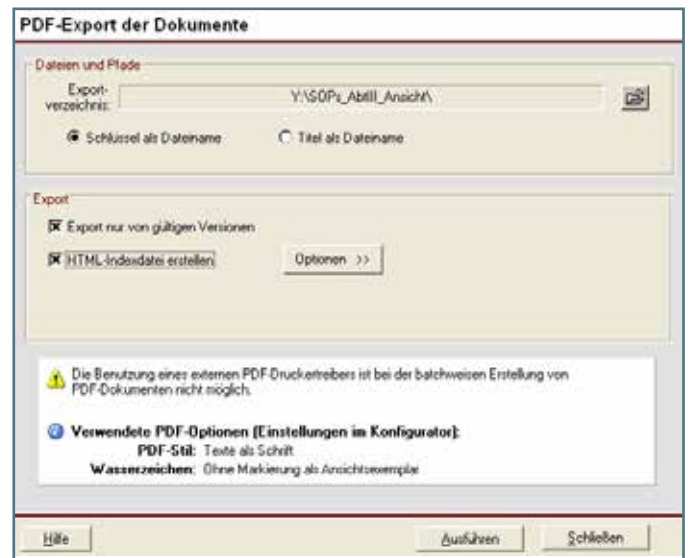 PDF-Export der Dokumente
Dateien und Pfade
Export-
verzeichnis:
Y:\SOPs_AbtIII_Ansicht\
Schlüssel als Dateiname
Titel als Dateiname
Export
Export nur von gültigen Versionen
HTML-Indexdatei erstellen
Optionen >>
Die Benutzung eines externen PDF-Druckertreibers ist bei der batchweisen Erstellung von
PDF-Dokumenten nicht möglich.
Verwendete PDF-Optionen (Einstellungen im Konfigurator):
PDF-Stil: Texte als Schrift
Wasserzeichen: Ohne Markierung als Ansichtsexemplar
Hilfe
Ausführen
Schließen